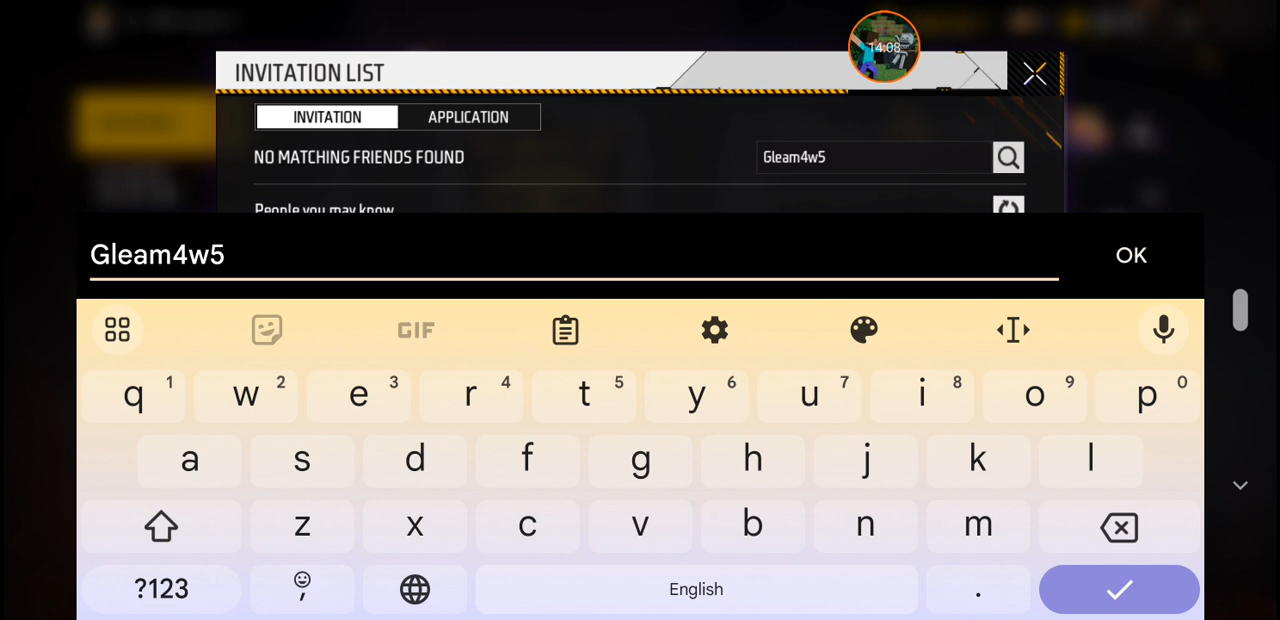 14:08
INVITATION LIST
INVITATION APPLICATION
NO MATCHING FRIENDS FOUND Gleam4w5
People you may know
Gleam4w5 OK
GIF
q 1 w 2 e 3 r 4 t 5 y 6 u 7 i 8 o 9 p 0
a s d f g h j k l
z x c v b n m
?123 , English .